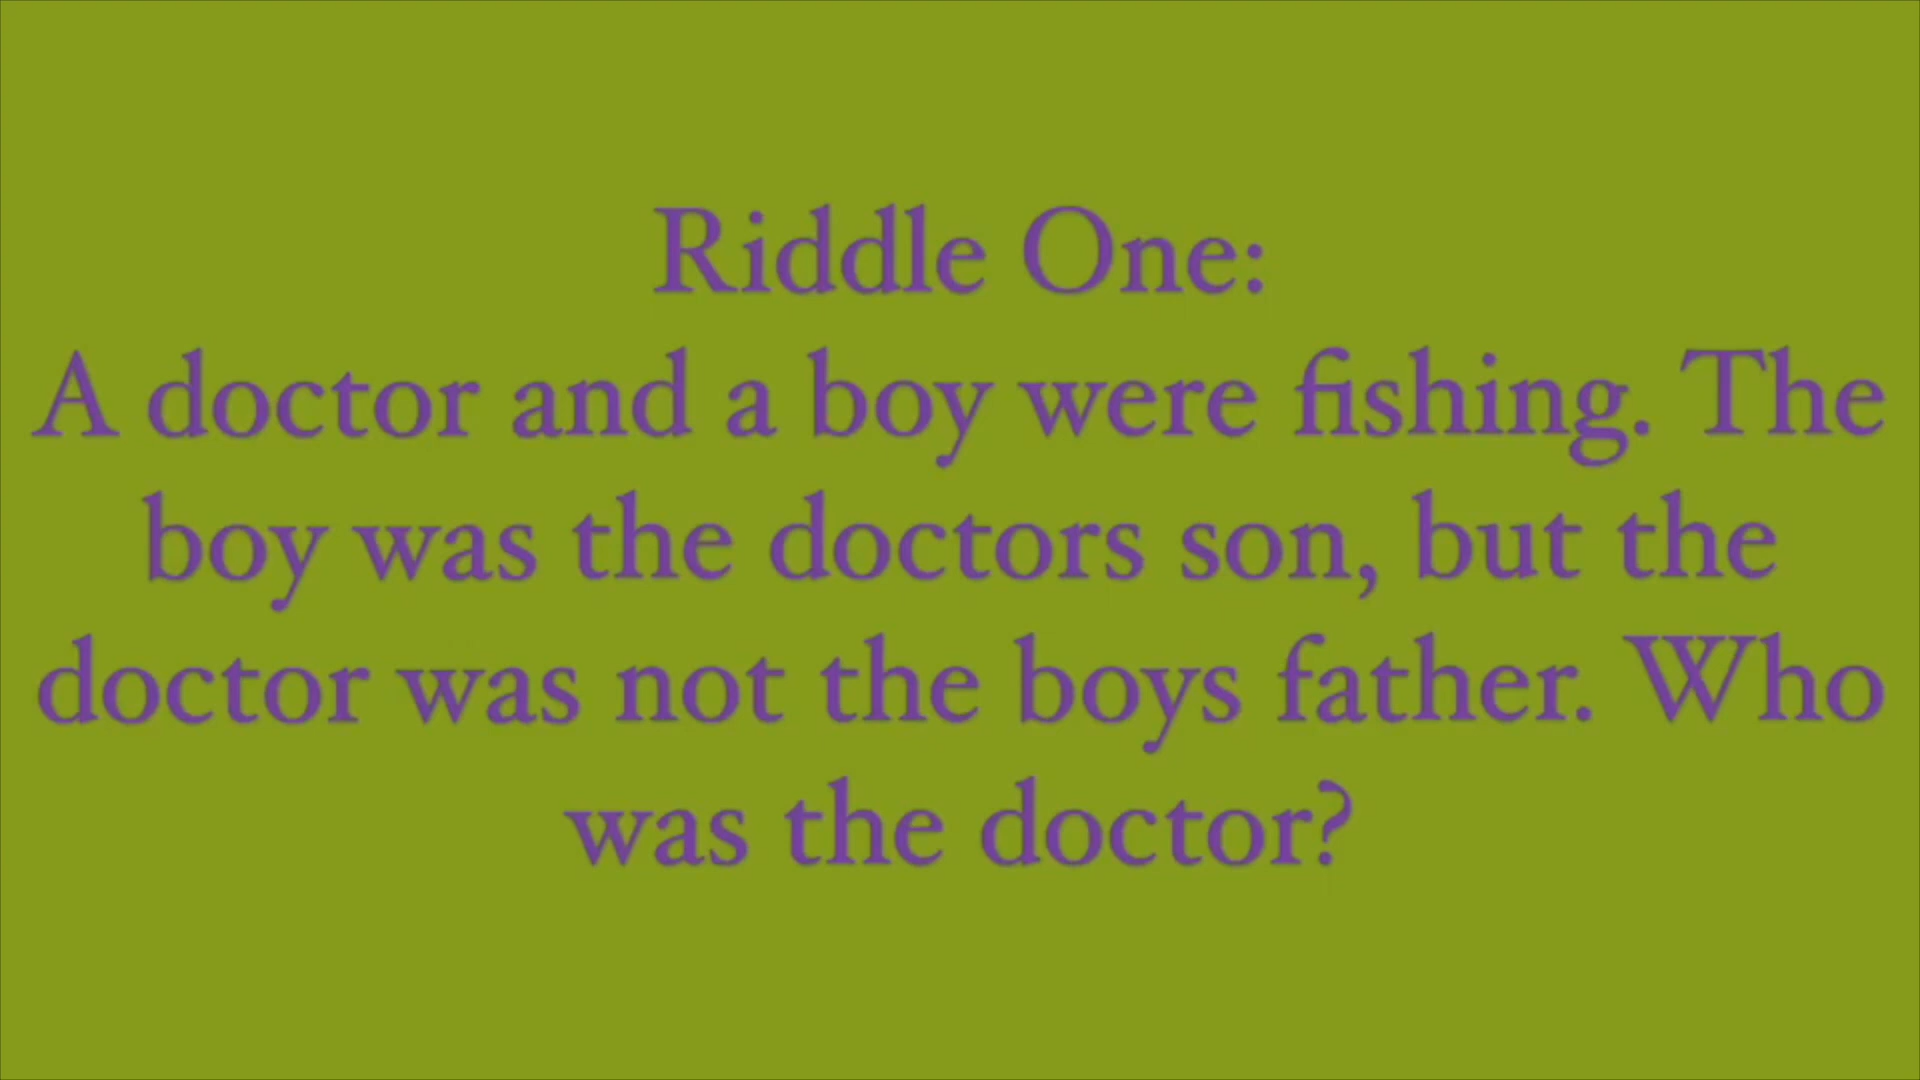 Riddle One:
A doctor and a boy were fishing. The
boy was the doctors son, but the
doctor was not the boys father. Who
was the doctor?